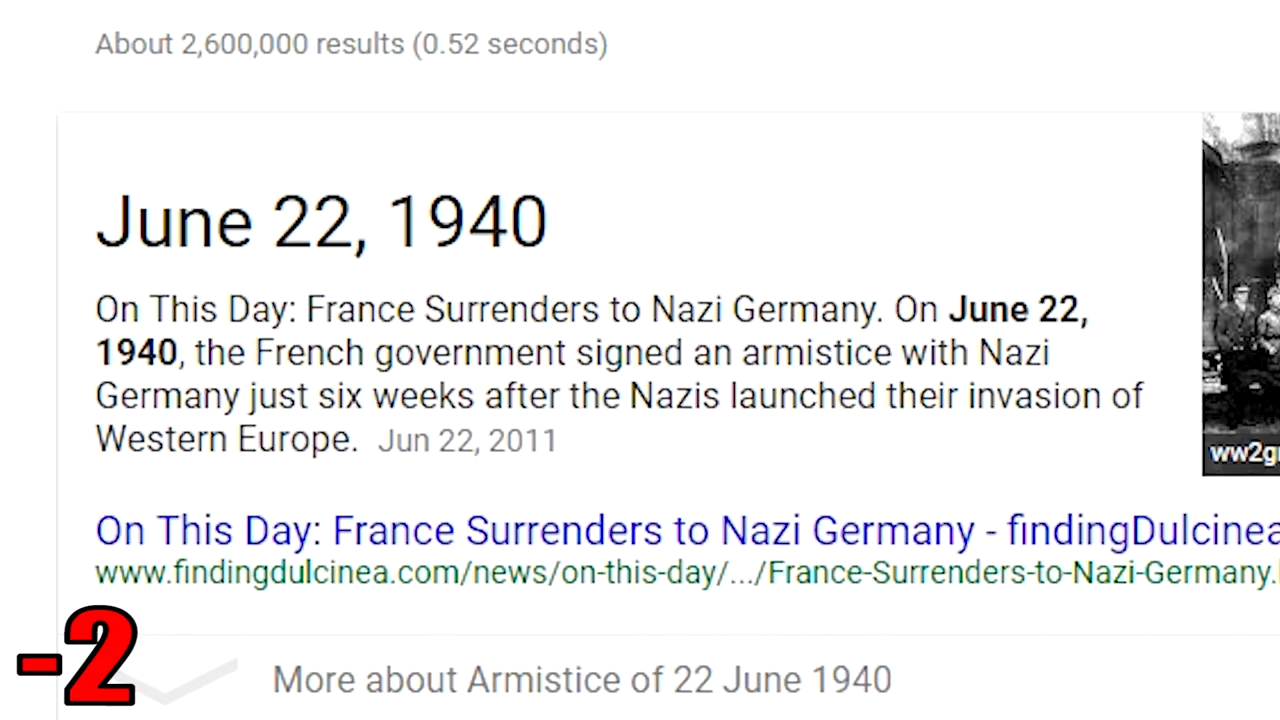 About 2,600,000 results (0.52 seconds)
June 22, 1940
On This Day: France Surrenders to Nazi Germany. On June 22,
1940, the French government signed an armistice with Nazi
Germany just six weeks after the Nazis launched their invasion of
Western Europe. Jun 22, 2011
ww2g
On This Day: France Surrenders to Nazi Germany - findingDulcinea
www.findingdulcinea.com/news/on-this-day/.../France-Surrenders-to-Nazi-Germany.
-2
More about Armistice of 22 June 1940